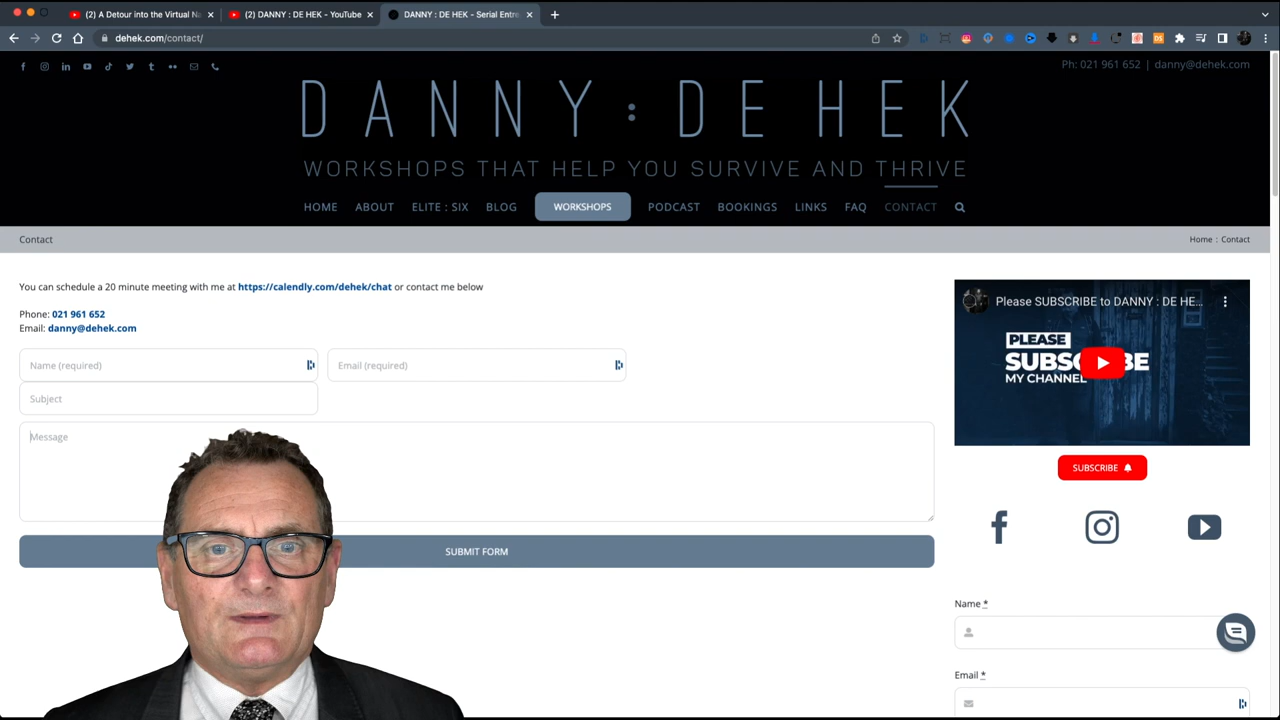 (2) A Detour into the Virtual Na
(2) DANNY : DE HEK - YouTube
DANNY : DE HEK - Serial Entre
dehek.com/contact/
Ph: 021 961 652 | danny@dehek.com
DANNY : DE HEK
WORKSHOPS THAT HELP YOU SURVIVE AND THRIVE
HOME ABOUT ELITE : SIX BLOG WORKSHOPS PODCAST BOOKINGS LINKS FAQ CONTACT
Contact
Home : Contact
You can schedule a 20 minute meeting with me at https://calendly.com/dehek/chat or contact me below
Phone: 021 961 652
Email: danny@dehek.com
Name (required)
Email (required)
Subject
Message
SUBMIT FORM
Please SUBSCRIBE to DANNY : DE HE...
PLEASE
SUBSCRIBE
MY CHANNEL
SUBSCRIBE
Name *
Email *